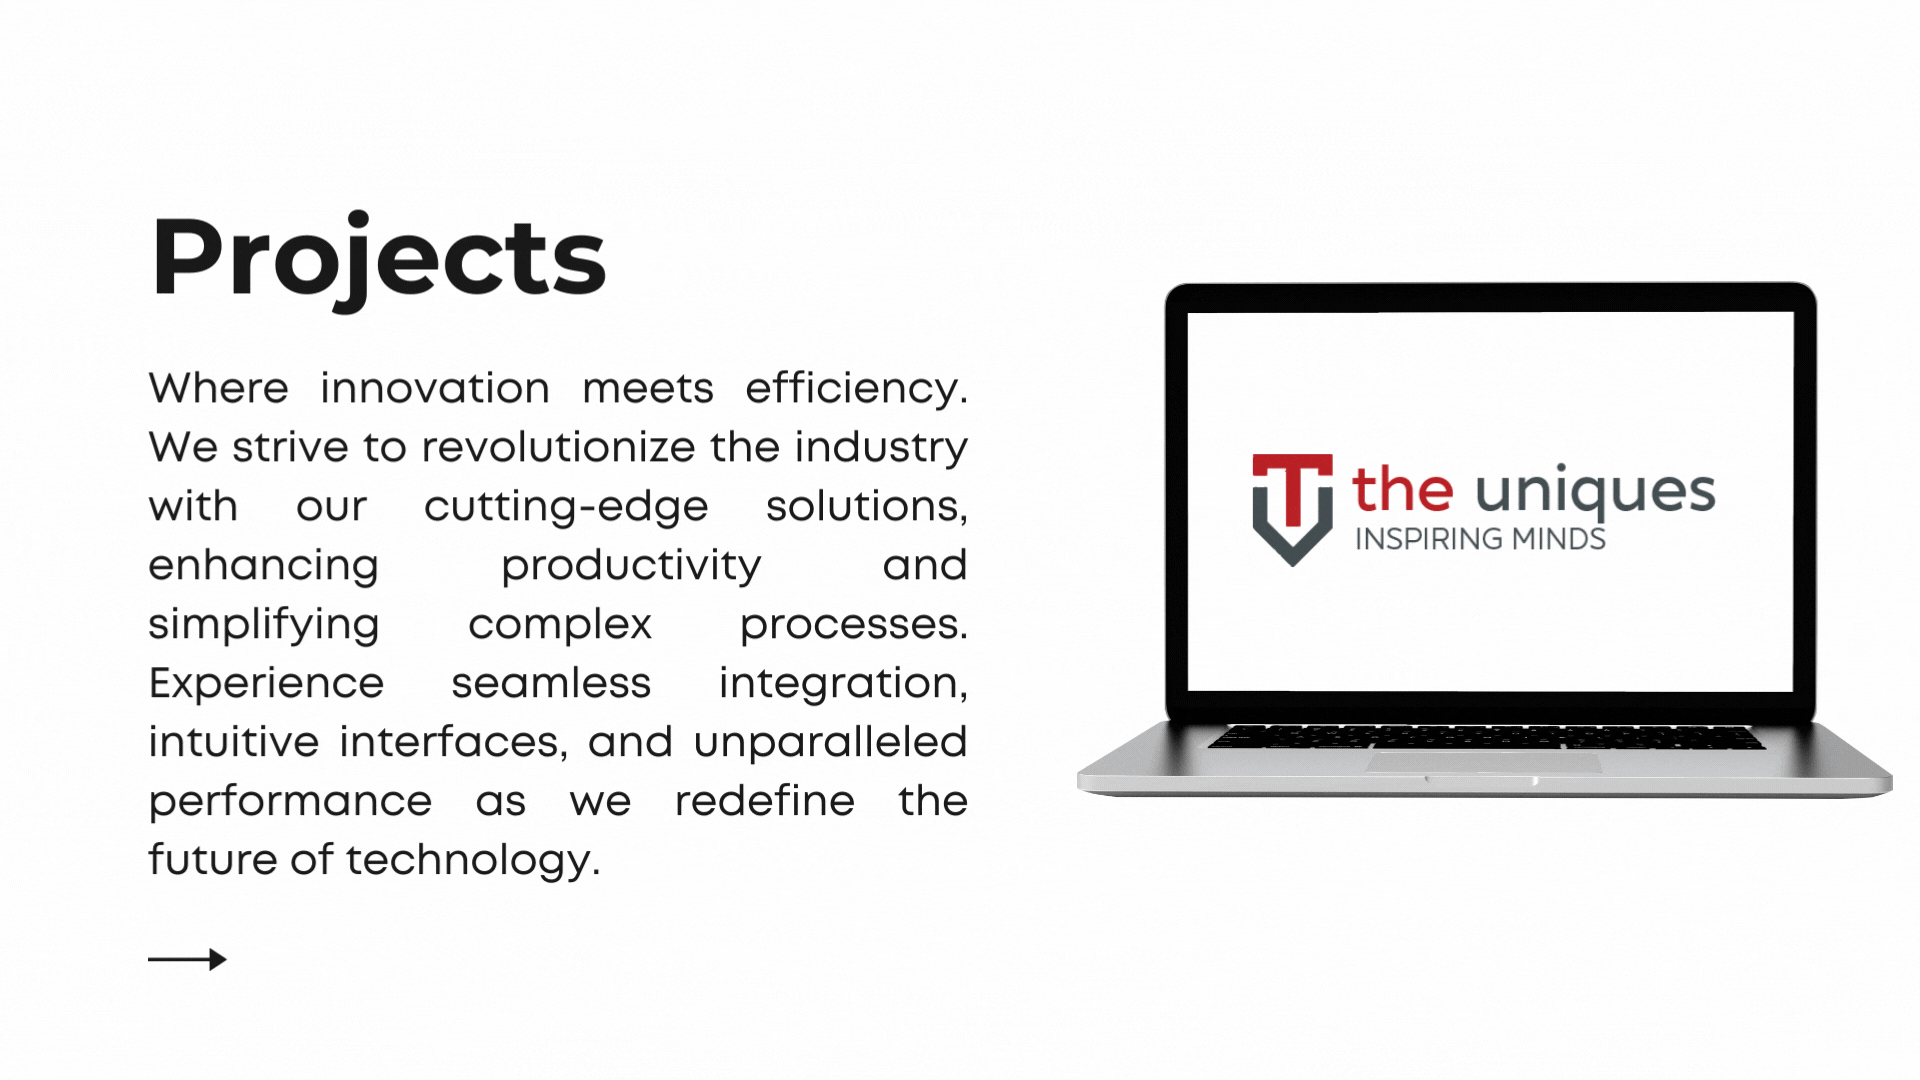 Projects
Where innovation meets efficiency.
We strive to revolutionize the industry
with our cutting-edge solutions,
enhancing productivity and
simplifying complex processes.
Experience seamless integration,
intuitive interfaces, and unparalleled
performance as we redefine the
future of technology.
the uniques
INSPIRING MINDS